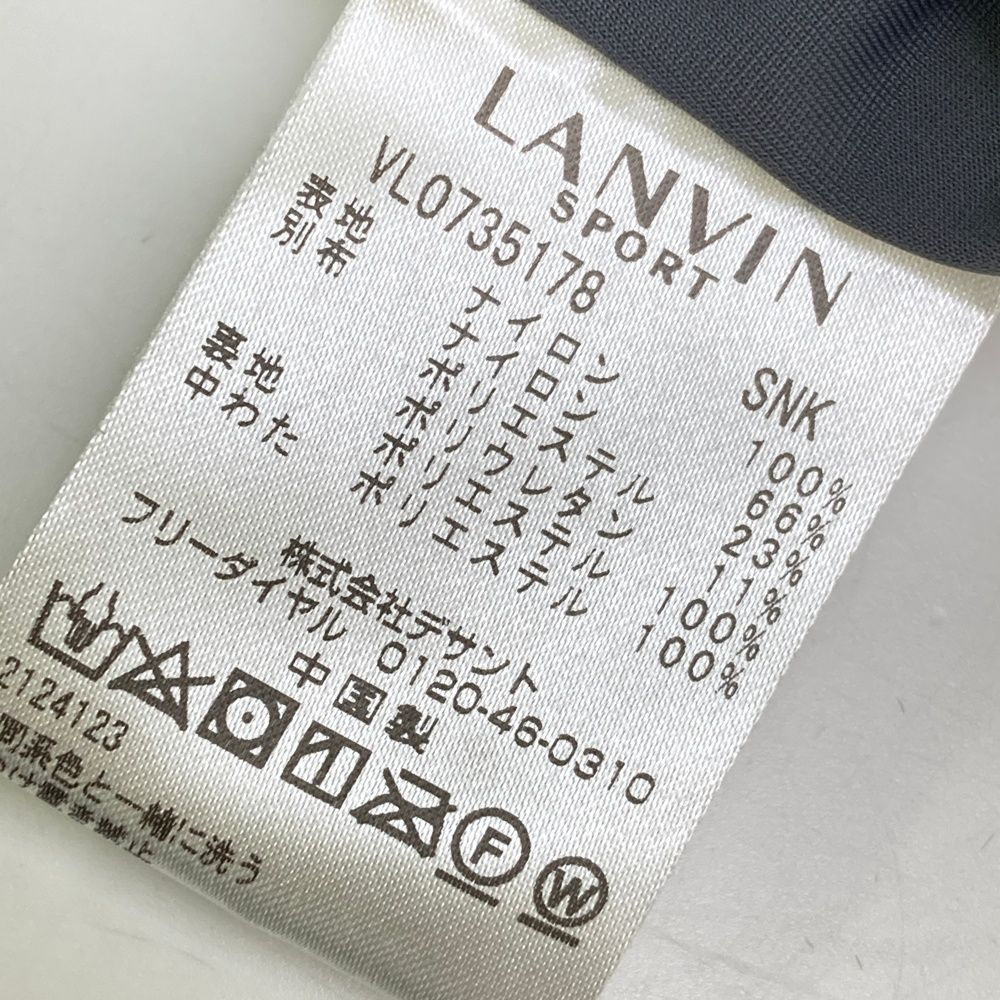 LANVIN
SPORT
VL0735178 SNK
表地 ナイロン 100%
別布 ナイロン 66%
ポリエステル 23%
ポリウレタン 11%
裏地 ポリエステル 100%
中わた ポリエステル 100%
株式会社デサント
フリーダイヤル 0120-46-0310
中国製
F W
2124123
同系色と一緒に洗う